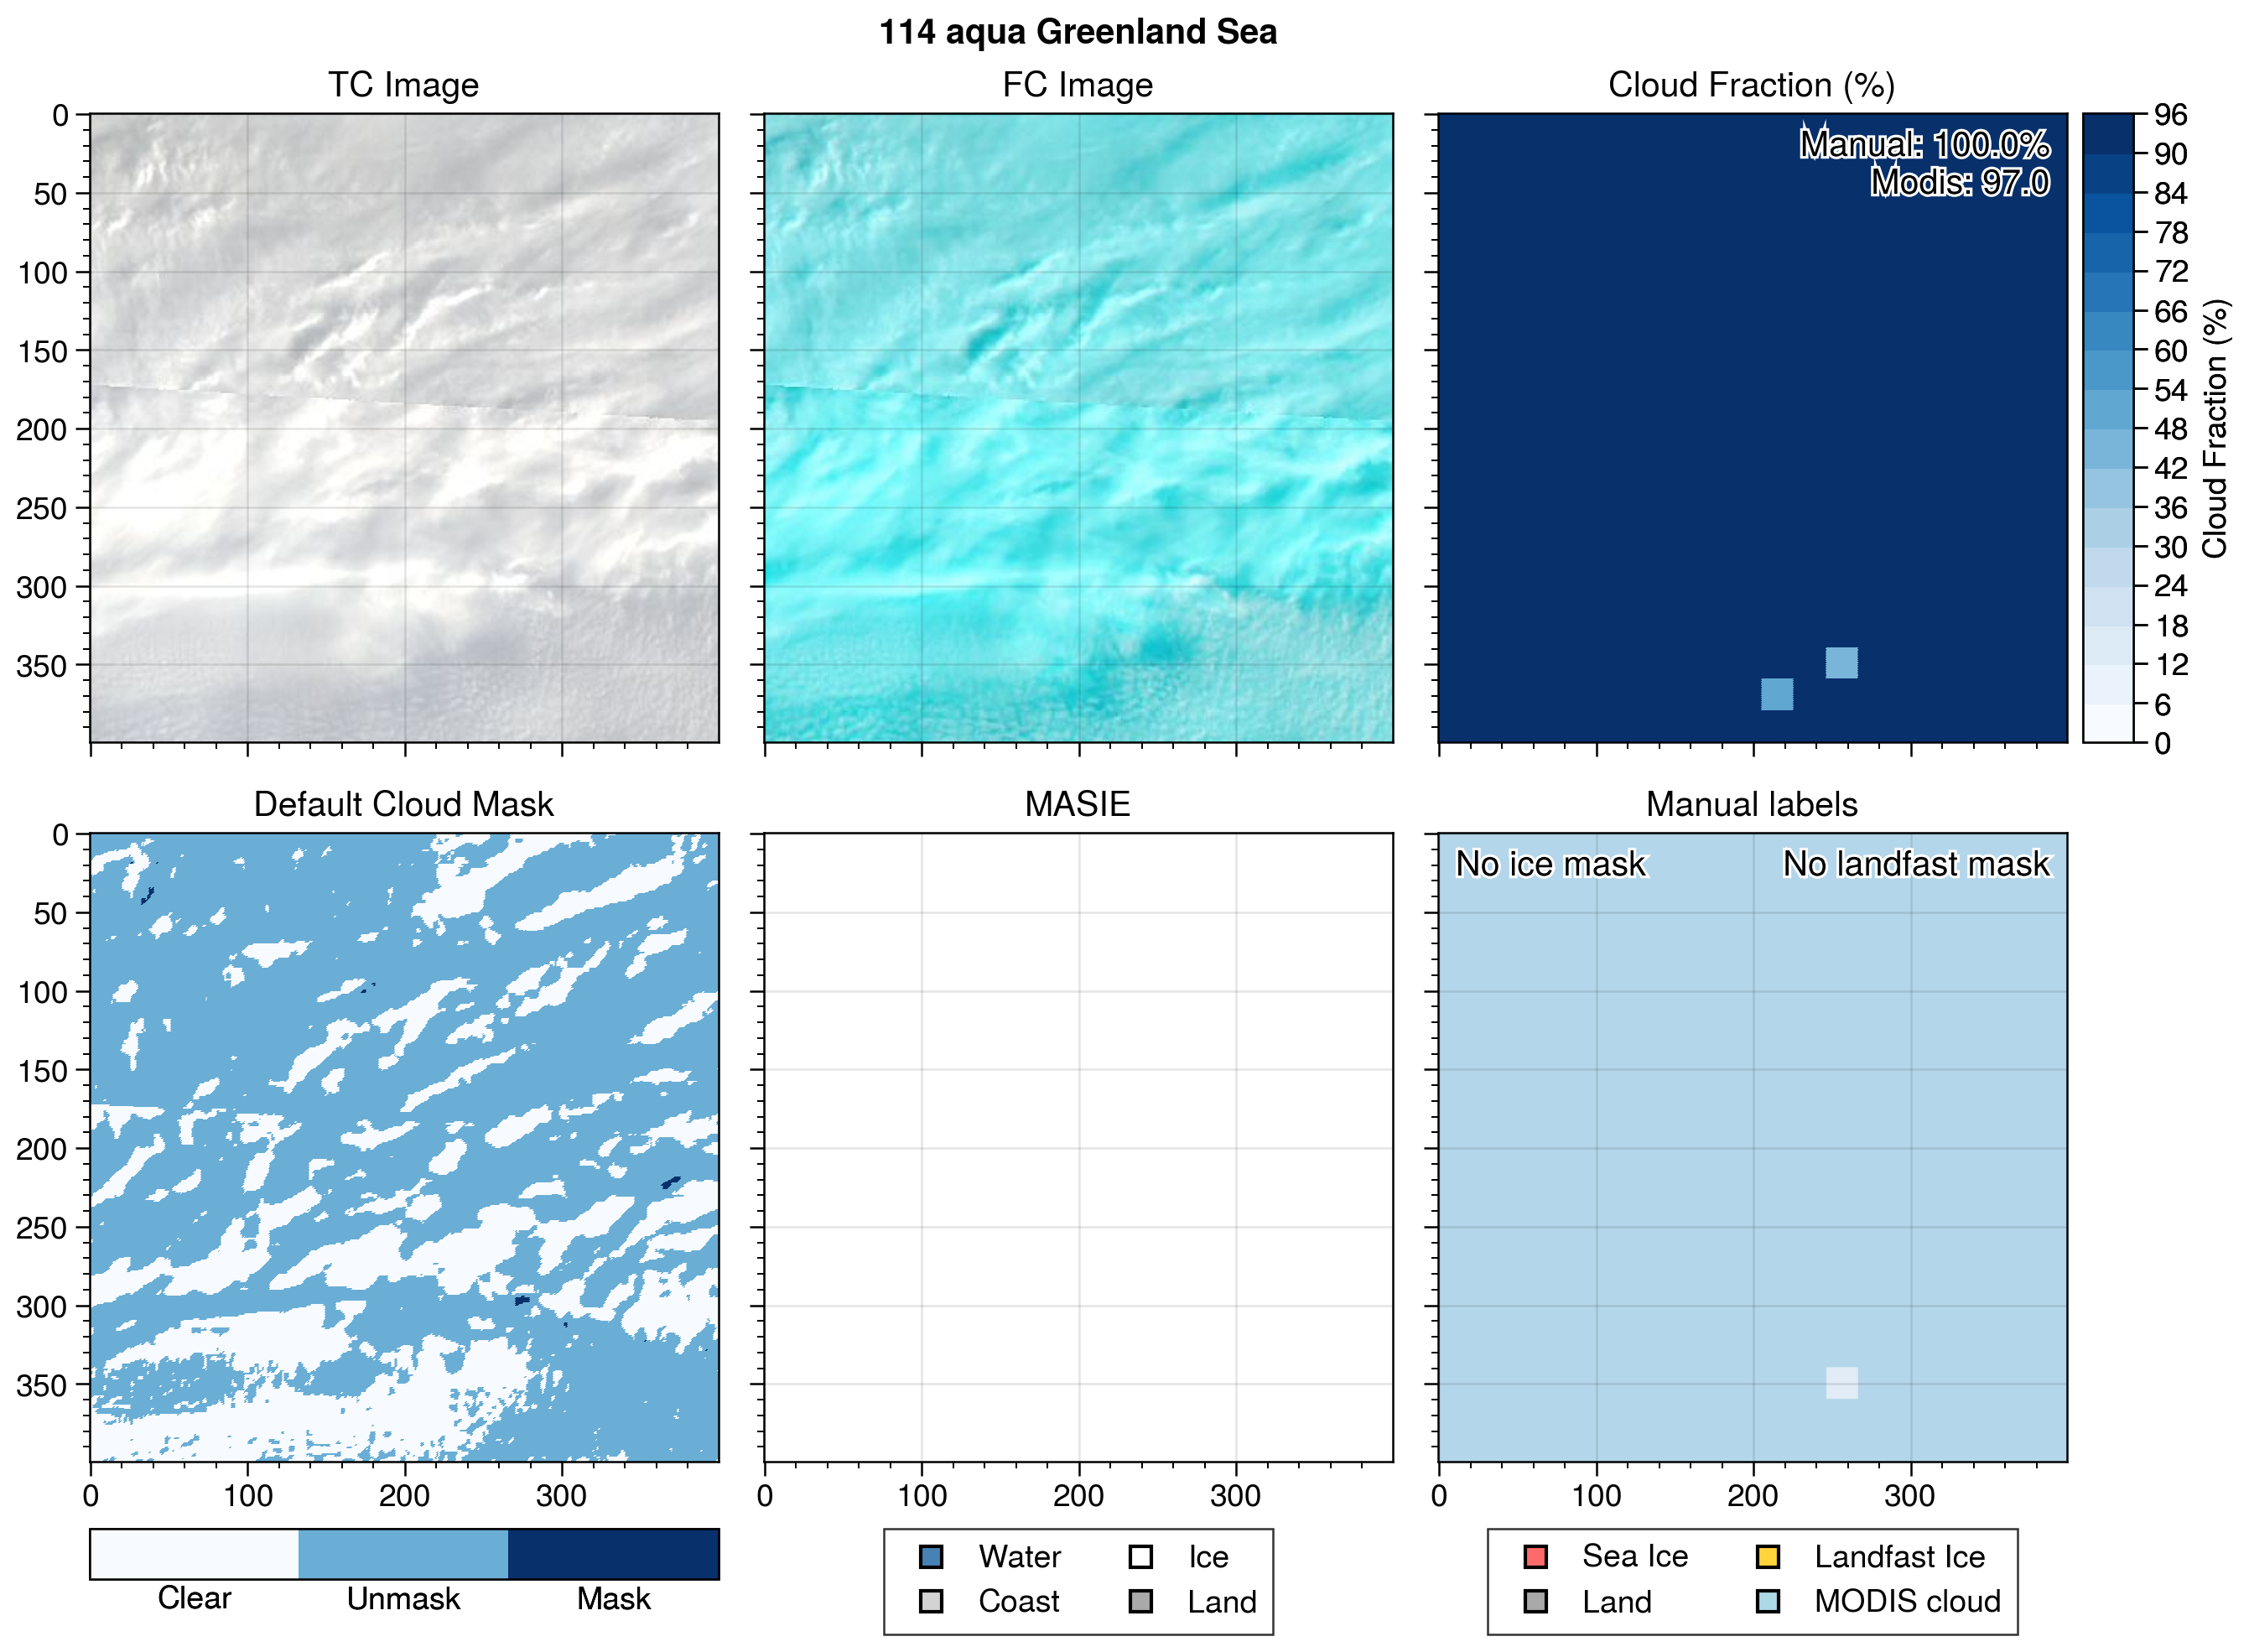 114 aqua Greenland Sea
TC Image
FC Image
Cloud Fraction (%)
0
50
100
150
200
250
300
350
Manual: 100.0%
Modis: 97.0
96
90
84
78
72
66
60
54
48
42
36
30
24
18
12
6
0
Cloud Fraction (%)
Default Cloud Mask
MASIE
Manual labels
0
50
100
150
200
250
300
350
No ice mask
No landfast mask
0 100 200 300
0 100 200 300
0 100 200 300
Clear
Unmask
Mask
Water
Ice
Coast
Land
Sea Ice
Landfast Ice
Land
MODIS cloud